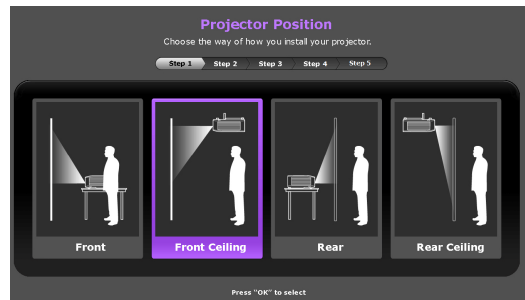 Projector Position
Choose the way of how you install your projector.
Step 1 Step 2 Step 3 Step 4 Step 5
Front Front Ceiling Rear Rear Ceiling
Press "OK" to select